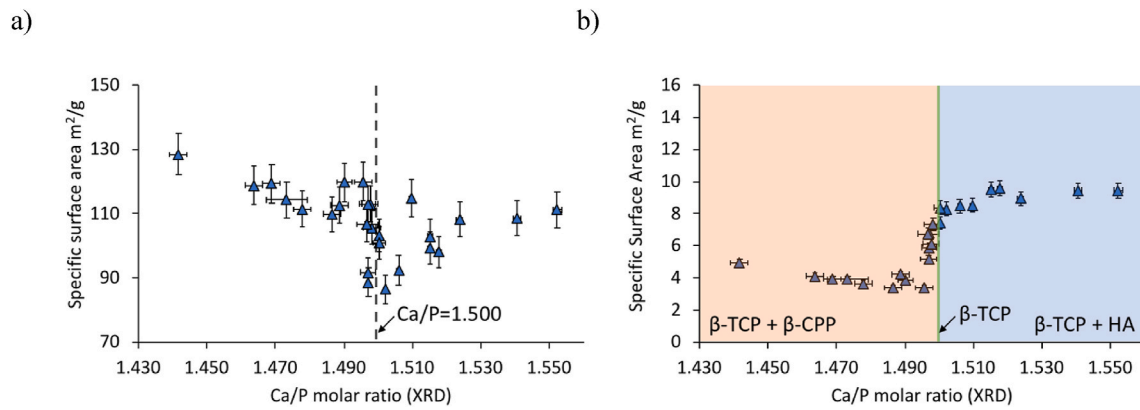 a)
Specific surface area m²/g
150
130
110
90
70
Ca/P=1.500
1.430 1.450 1.470 1.490 1.510 1.530 1.550
Ca/P molar ratio (XRD)
b)
Specific Surface Area m²/g
16
14
12
10
8
6
4
2
0
β-TCP + β-CPP
β-TCP
β-TCP + HA
1.430 1.450 1.470 1.490 1.510 1.530 1.550
Ca/P molar ratio (XRD)